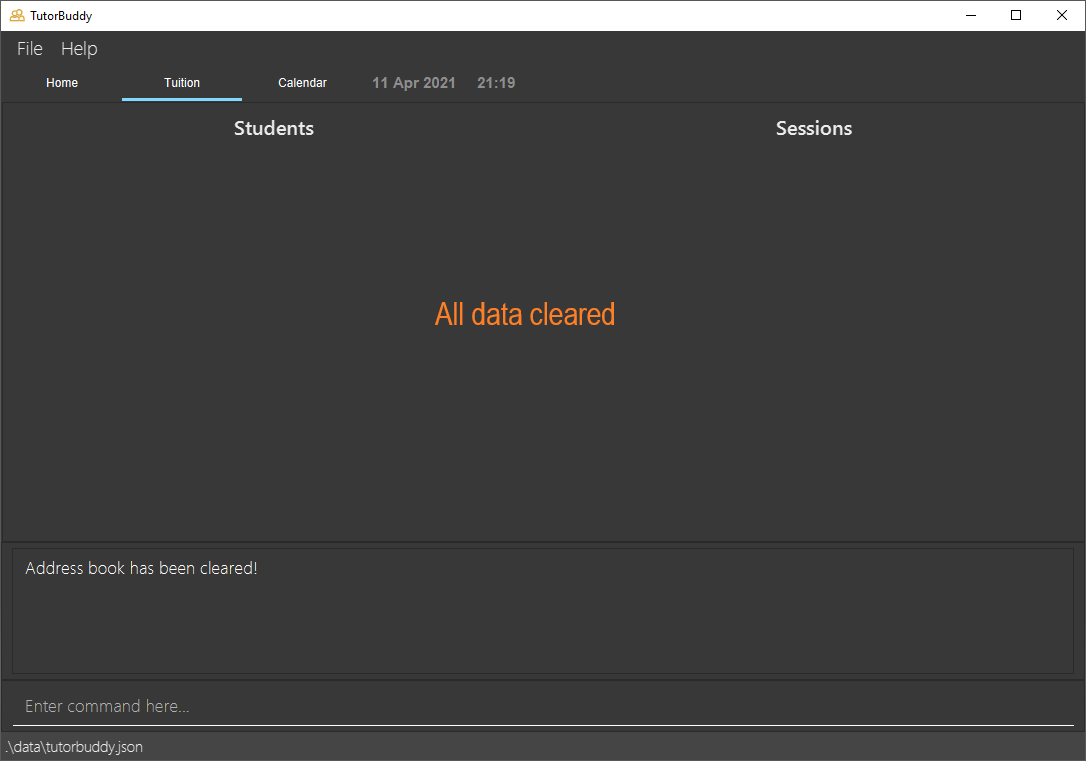 TutorBuddy
File Help
Home Tuition Calendar 11 Apr 2021 21:19
Students Sessions
All data cleared
Address book has been cleared!
Enter command here...
.\data\tutorbuddy.json